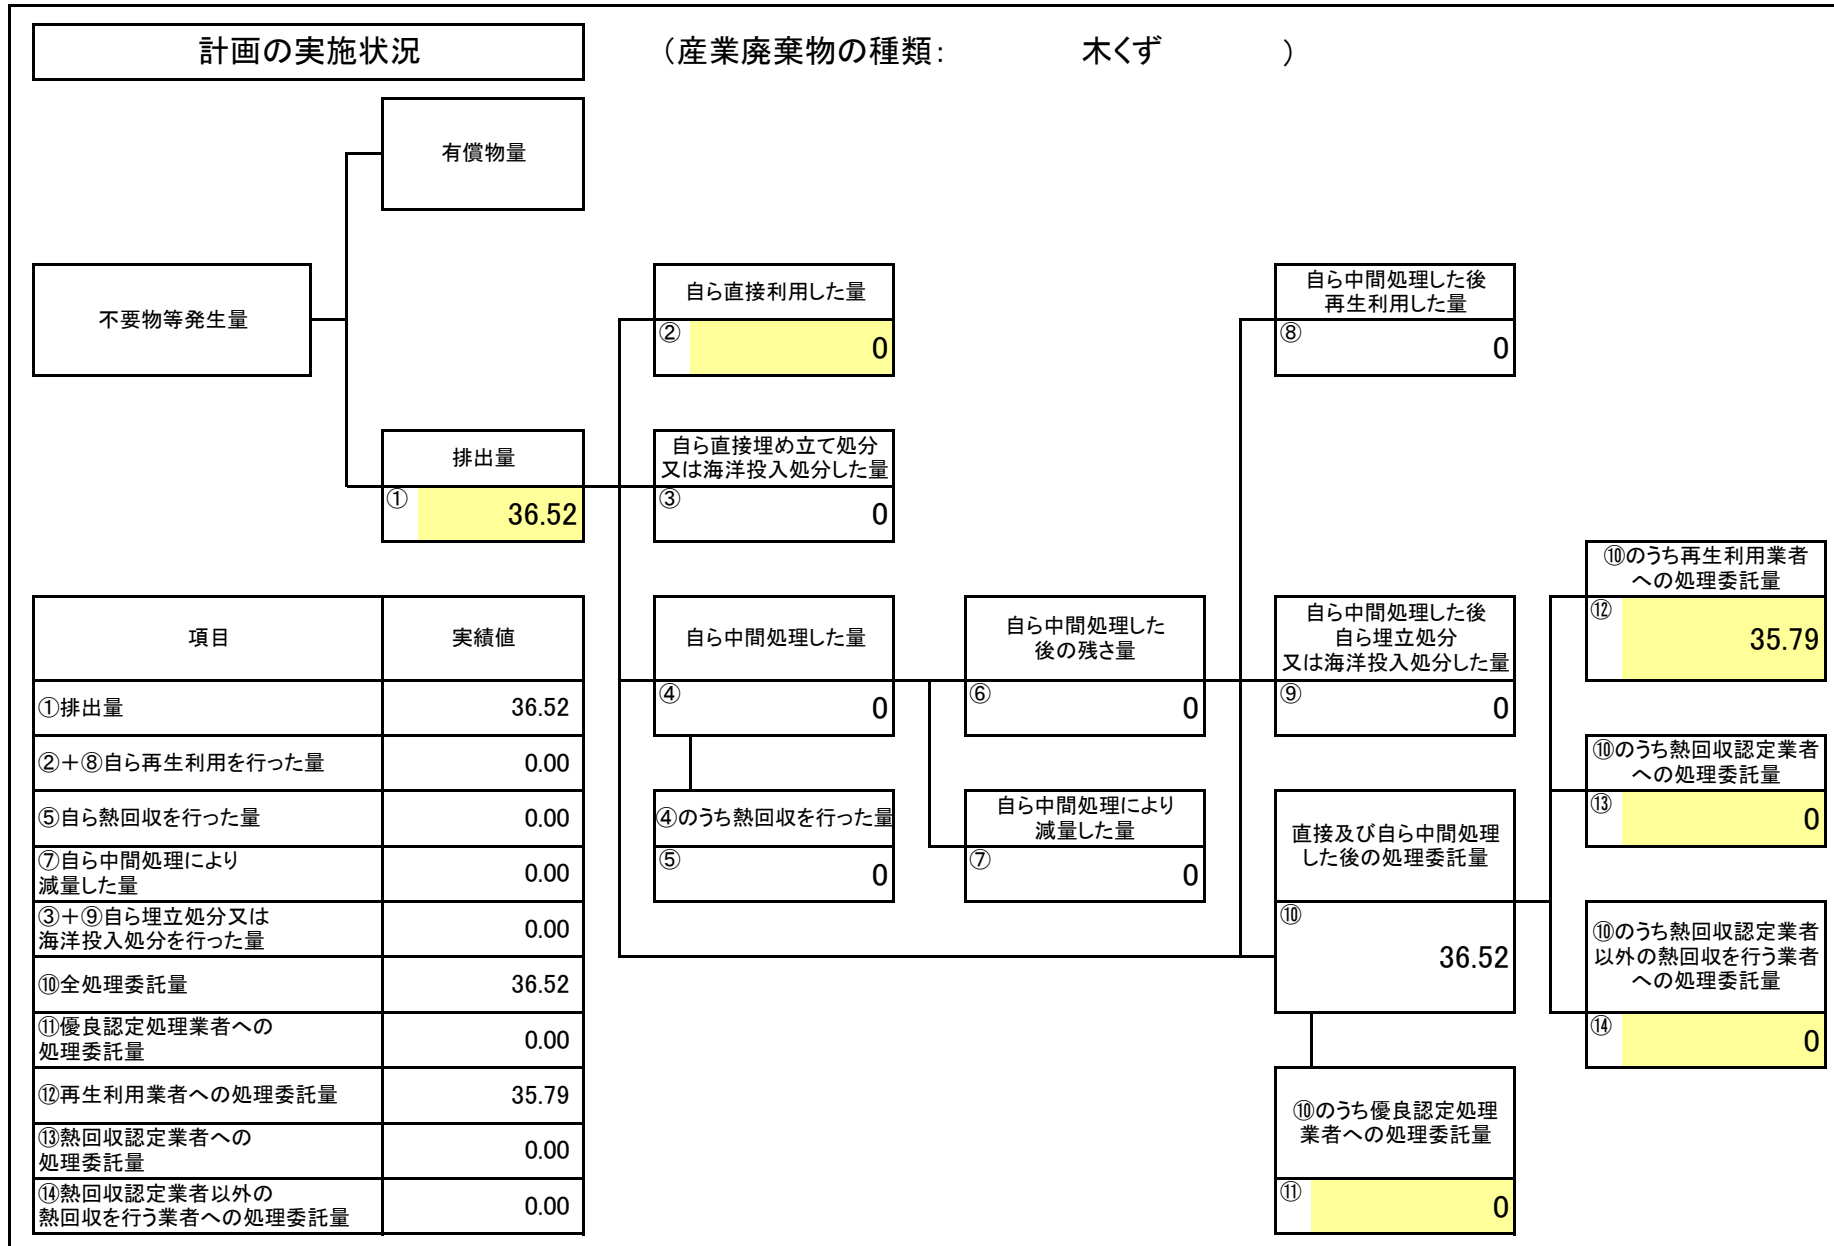 計画の実施状況
（産業廃棄物の種類： 木くず ）
有償物量
不要物等発生量
自ら直接利用した量
② 0
自ら中間処理した後
再生利用した量
⑧ 0
排出量
① 36.52
自ら直接埋め立て処分
又は海洋投入処分した量
③ 0
⑩のうち再生利用業者
への処理委託量
⑫ 35.79
自ら中間処理した量
④ 0
自ら中間処理した
後の残さ量
⑥ 0
自ら中間処理した後
自ら埋立処分
又は海洋投入処分した量
⑨ 0
⑩のうち熱回収認定業者
への処理委託量
⑬ 0
④のうち熱回収を行った量
⑤ 0
自ら中間処理により
減量した量
⑦ 0
直接及び自ら中間処理
した後の処理委託量
⑩ 36.52
⑩のうち熱回収認定業者
以外の熱回収を行う業者
への処理委託量
⑭ 0
⑩のうち優良認定処理
業者への処理委託量
⑪ 0
項目 実績値
①排出量 36.52
②＋⑧自ら再生利用を行った量 0.00
⑤自ら熱回収を行った量 0.00
⑦自ら中間処理により
減量した量 0.00
③＋⑨自ら埋立処分又は
海洋投入処分を行った量 0.00
⑩全処理委託量 36.52
⑪優良認定処理業者への
処理委託量 0.00
⑫再生利用業者への処理委託量 35.79
⑬熱回収認定業者への
処理委託量 0.00
⑭熱回収認定業者以外の
熱回収を行う業者への処理委託量 0.00